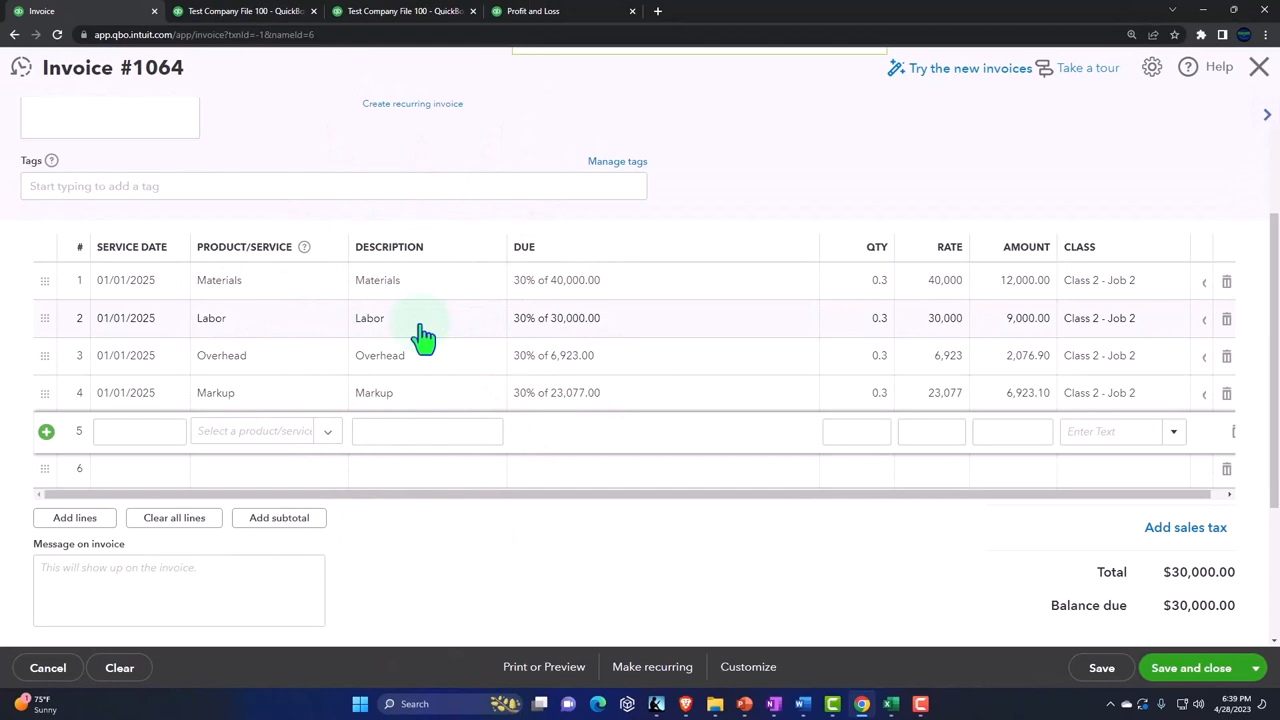 Invoice
Test Company File 100 - QuickBo
Test Company File 100 - QuickBo
Profit and Loss
app.qbo.intuit.com/app/invoice?txnId=-1&nameId=6
Invoice #1064
Try the new invoices
Take a tour
Help
Create recurring invoice
Tags
Manage tags
Start typing to add a tag
# SERVICE DATE PRODUCT/SERVICE DESCRIPTION DUE QTY RATE AMOUNT CLASS
1 01/01/2025 Materials Materials 30% of 40,000.00 0.3 40,000 12,000.00 Class 2 - Job 2
2 01/01/2025 Labor Labor 30% of 30,000.00 0.3 30,000 9,000.00 Class 2 - Job 2
3 01/01/2025 Overhead Overhead 30% of 6,923.00 0.3 6,923 2,076.90 Class 2 - Job 2
4 01/01/2025 Markup Markup 30% of 23,077.00 0.3 23,077 6,923.10 Class 2 - Job 2
5 Select a product/service Enter Text
6
Add lines Clear all lines Add subtotal
Add sales tax
Message on invoice
This will show up on the invoice.
Total $30,000.00
Balance due $30,000.00
Cancel Clear Print or Preview Make recurring Customize Save Save and close
1
75°F
Sunny
Search
6:39 PM
4/28/2023